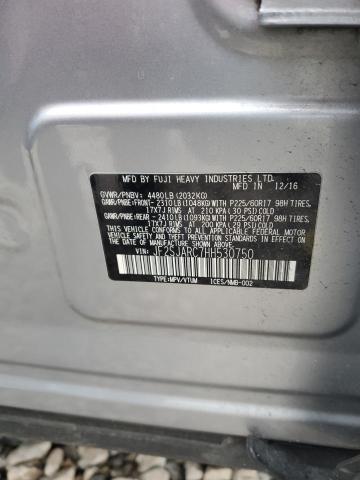 MFD BY FUJI HEAVY INDUSTRIES LTD.
MFD IN 12/16
GVWR/PNBV: 4480LB (2032KG)
GAWR/PNBE:FRONT- 2310LB(1048KG)WITH P225/60R17 98H TIRES,
17X7J RIMS AT 210 KPA(30 PSI)COLD
GAWR/PNBE:REAR - 2410LB(1093KG)WITH P225/60R17 98H TIRES,
17X7J RIMS AT 200 KPA(29 PSI)COLD
THIS VEHICLE CONFORMS TO ALL APPLICABLE FEDERAL
MOTOR VEHICLE SAFETY AND BUMPER STANDARDS
IN EFFECT ON THE DATE OF MANUFACTURE
SHOWN ABOVE.
VIN: JF2SJARC7HH530750
TYPE:MPV/VTUM ICES/NMB-002